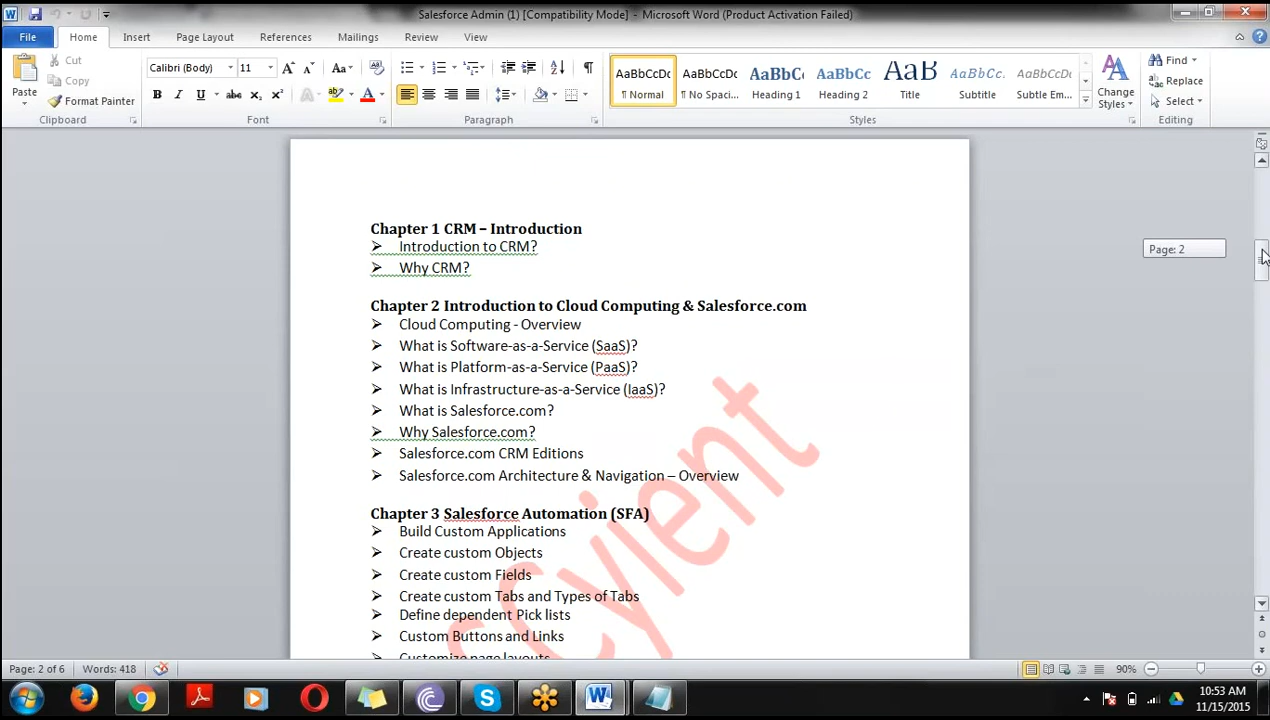 Salesforce Admin (1) [Compatibility Mode] - Microsoft Word (Product Activation Failed)
File Home Insert Page Layout References Mailings Review View
Cut
Copy
Paste
Format Painter
Clipboard
Calibri (Body) 11
Font
Paragraph
AaBbCcDc AaBbCcDc AaBbCc AaBbCc AaB AaBbCc. AaBbCcDc
¶ Normal ¶ No Spaci... Heading 1 Heading 2 Title Subtitle Subtle Em...
Change
Styles
Styles
Find
Replace
Select
Editing
Chapter 1 CRM – Introduction
Introduction to CRM?
Why CRM?
Page: 2
Chapter 2 Introduction to Cloud Computing & Salesforce.com
Cloud Computing - Overview
What is Software-as-a-Service (SaaS)?
What is Platform-as-a-Service (PaaS)?
What is Infrastructure-as-a-Service (IaaS)?
What is Salesforce.com?
Why Salesforce.com?
Salesforce.com CRM Editions
Salesforce.com Architecture & Navigation – Overview
Chapter 3 Salesforce Automation (SFA)
Build Custom Applications
Create custom Objects
Create custom Fields
Create custom Tabs and Types of Tabs
Define dependent Pick lists
Custom Buttons and Links
Customize page layouts
CCyient
Page: 2 of 6 Words: 418
90%
10:53 AM
11/15/2015